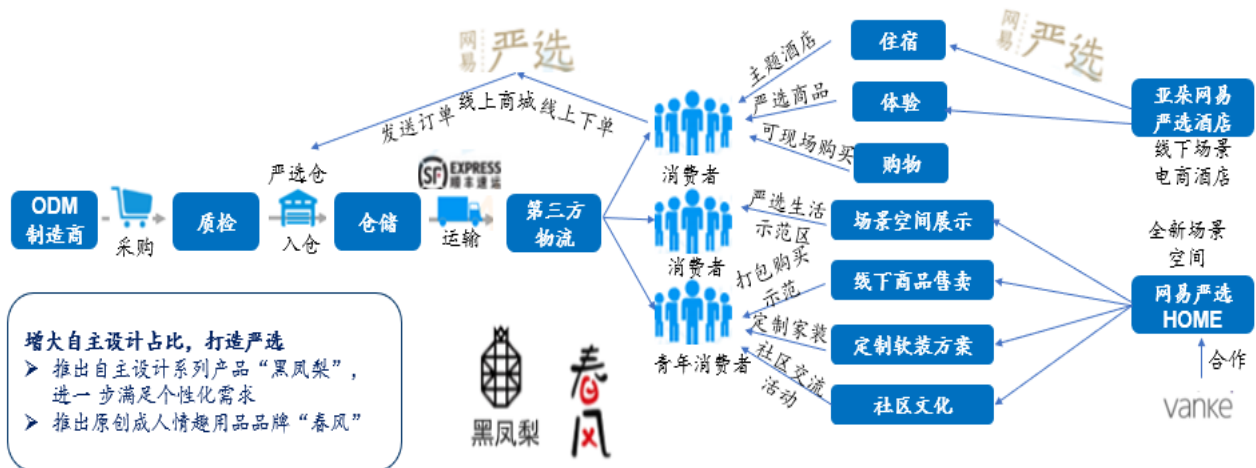 网易
严选
线上商城
线上下单
发送订单
严选仓
SF EXPRESS
顺丰速运
ODM
制造商
采购
质检
入仓
仓储
运输
第三方
物流
消费者
消费者
青年消费者
主题酒店
严选商品
可现场购买
严选生活
示范区
打包购买
示范
定制家装
社区交流
活动
住宿
体验
购物
场景空间展示
线下商品售卖
定制软装方案
社区文化
网易
严选
亚朵网易
严选酒店
线下场景
电商酒店
全新场景
空间
网易严选
HOME
合作
vanke
增大自主设计占比，打造严选
推出自主设计系列产品“黑凤梨”，
进一步满足个性化需求
推出原创成人情趣用品品牌“春风”
黑凤梨
春风